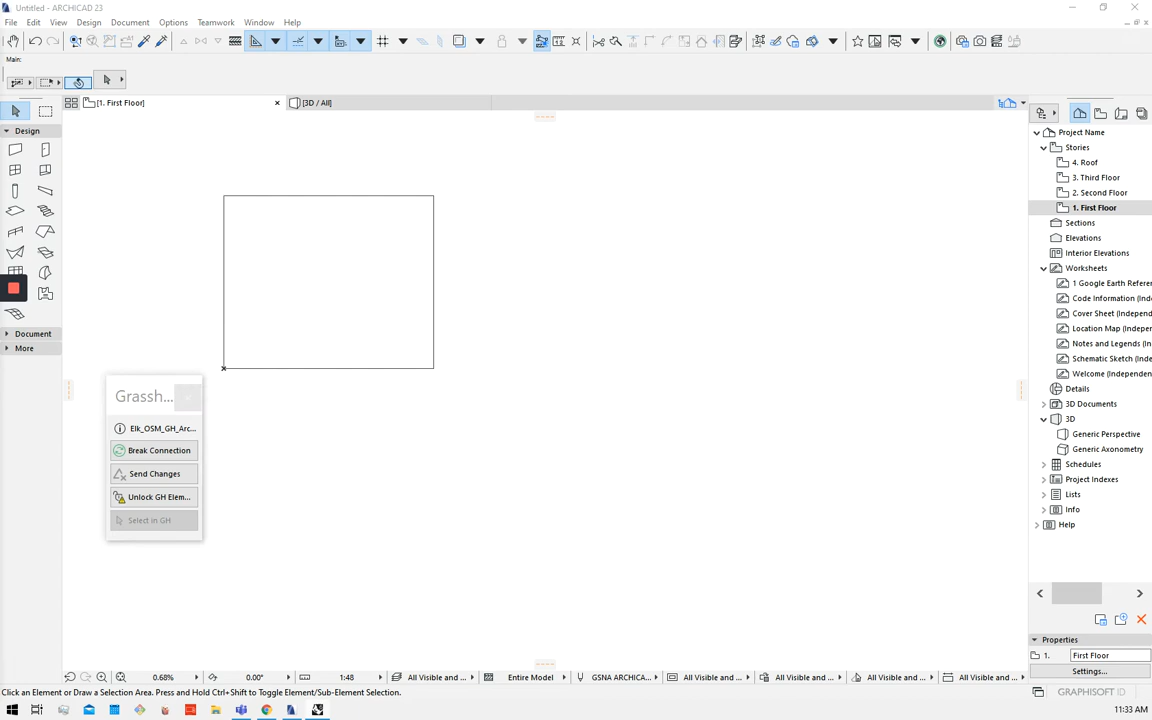 Untitled - ARCHICAD 23
File Edit View Design Document Options Teamwork Window Help
Main:
[1. First Floor]
[3D / All]
Design
Document
More
Grassh...
Elk_OSM_GH_Arc...
Break Connection
Send Changes
Unlock GH Elem...
Select in GH
Project Name
Stories
4. Roof
3. Third Floor
2. Second Floor
1. First Floor
Sections
Elevations
Interior Elevations
Worksheets
1 Google Earth Refere
Code Information (Ind
Cover Sheet (Indepen
Location Map (Indeper
Notes and Legends (In
Schematic Sketch (Inde
Welcome (Independen
Details
3D Documents
3D
Generic Perspective
Generic Axonometry
Schedules
Project Indexes
Lists
Info
Help
Properties
1. First Floor
Settings...
0.68% 0.00° 1:48 All Visible and ... Entire Model GSNA ARCHICA... All Visible and ... All Visible and ... All Visible and ... All Visible and ...
Click an Element or Draw a Selection Area. Press and Hold Ctrl+Shift to Toggle Element/Sub-Element Selection.
GRAPHISOFT ID
11:33 AM